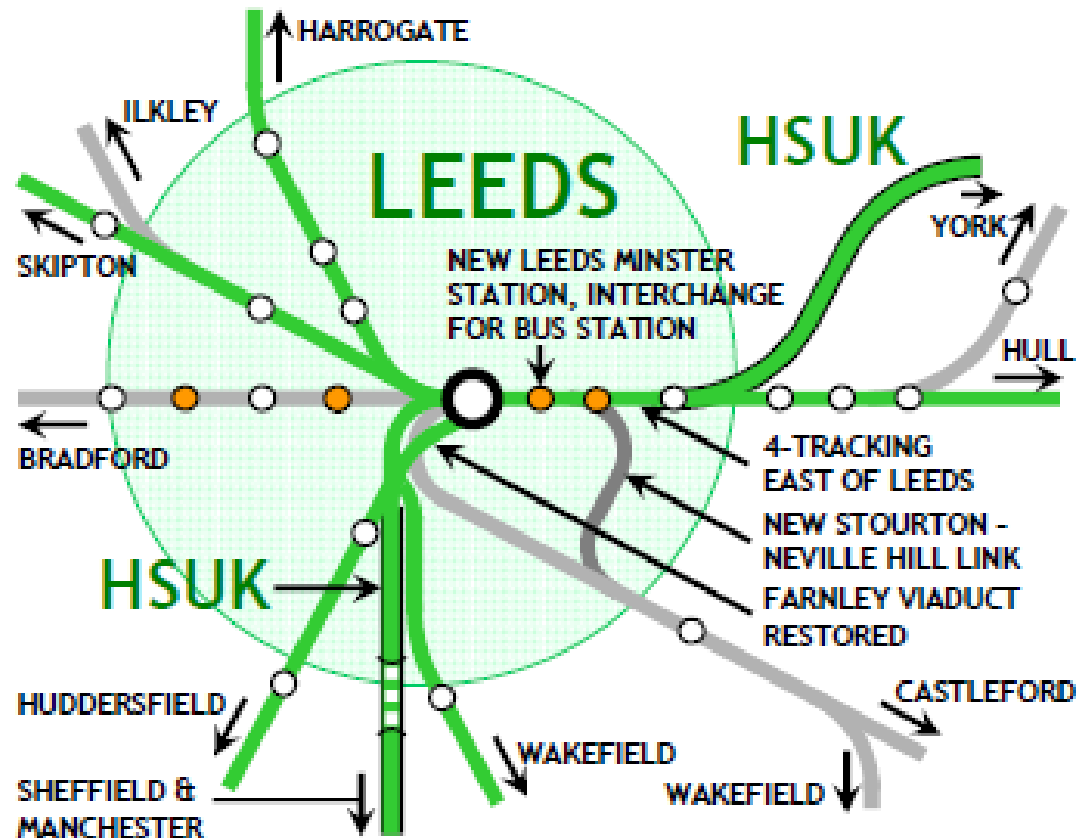 HARROGATE
ILKLEY
HSUK
LEEDS
YORK
SKIPTON
NEW LEEDS MINSTER
STATION, INTERCHANGE
FOR BUS STATION
HULL
BRADFORD
4-TRACKING
EAST OF LEEDS
NEW STOURTON -
NEVILLE HILL LINK
HSUK
FARNLEY VIADUCT
RESTORED
CASTLEFORD
HUDDERSFIELD
WAKEFIELD
WAKEFIELD
SHEFFIELD &
MANCHESTER